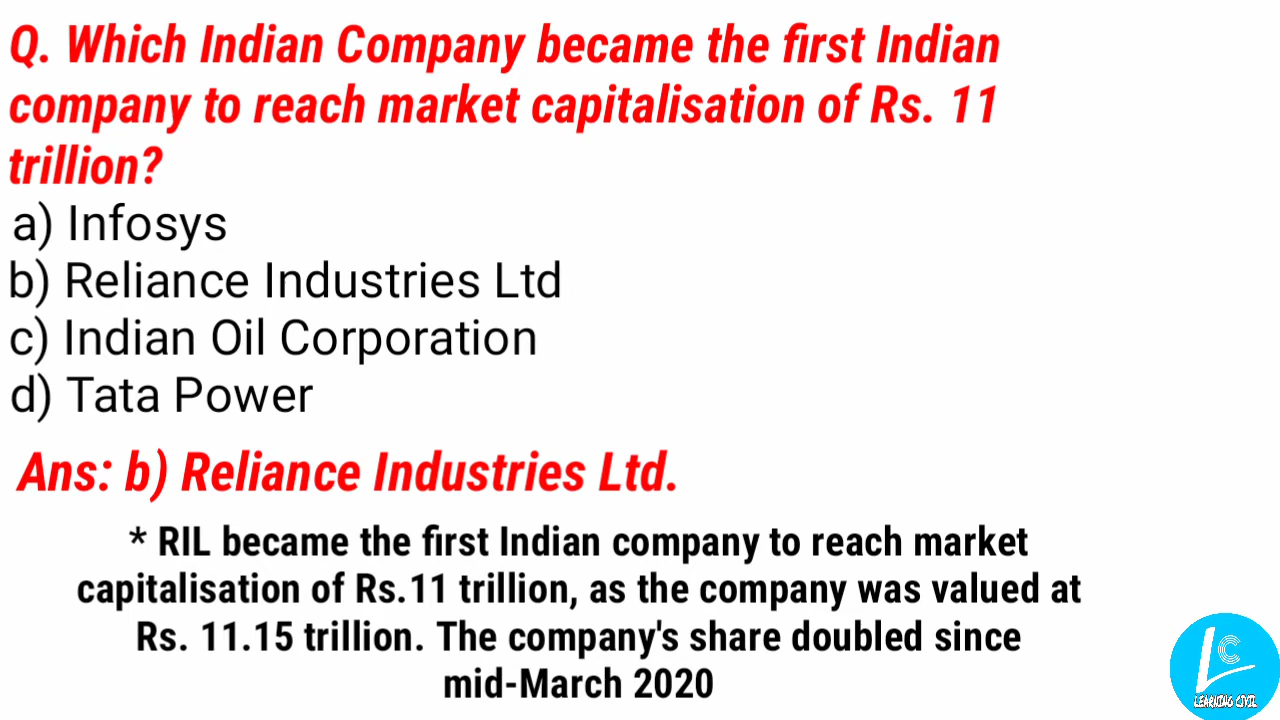 Q. Which Indian Company became the first Indian
company to reach market capitalisation of Rs. 11
trillion?
a) Infosys
b) Reliance Industries Ltd
c) Indian Oil Corporation
d) Tata Power
Ans: b) Reliance Industries Ltd.
* RIL became the first Indian company to reach market
capitalisation of Rs.11 trillion, as the company was valued at
Rs. 11.15 trillion. The company's share doubled since
mid-March 2020
LC
LEARNING CIVIL